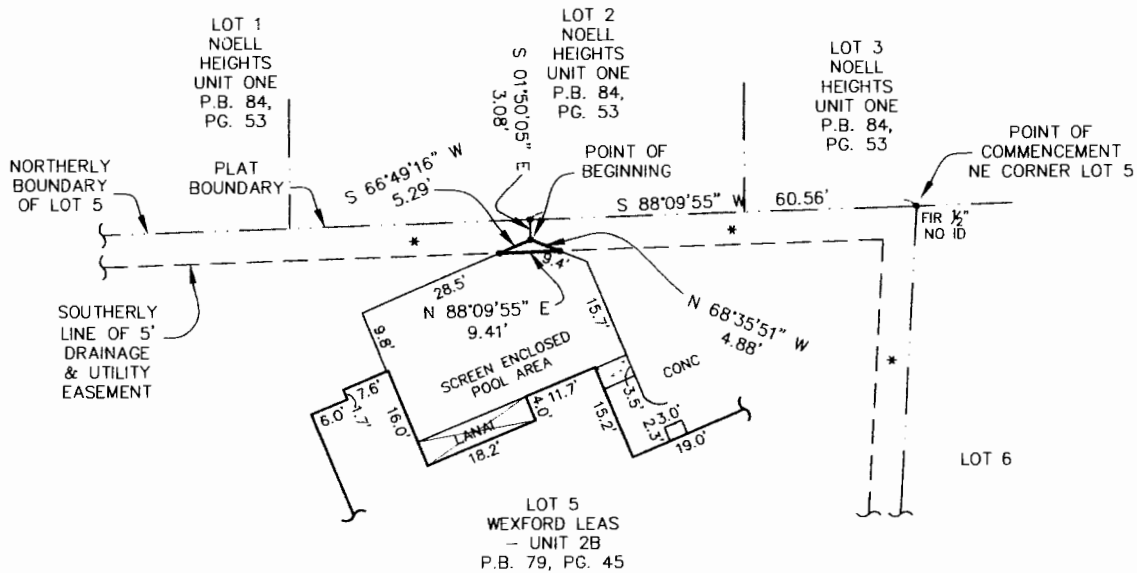 LOT 1
NOELL
HEIGHTS
UNIT ONE
P.B. 84,
PG. 53
LOT 2
NOELL
HEIGHTS
UNIT ONE
P.B. 84,
PG. 53
LOT 3
NOELL
HEIGHTS
UNIT ONE
P.B. 84,
PG. 53
S 01°50'05" E
3.08'
POINT OF
COMMENCEMENT
NE CORNER LOT 5
NORTHERLY
BOUNDARY
OF LOT 5
PLAT
BOUNDARY
S 66°49'16" W
5.29'
POINT OF
BEGINNING
S 88°09'55" W 60.56'
FIR ½"
NO ID
*
*
*
SOUTHERLY
LINE OF 5'
DRAINAGE
& UTILITY
EASEMENT
28.5'
9.4'
N 88°09'55" E
9.41'
15.7'
N 68°35'51" W
4.88'
9.8'
SCREEN ENCLOSED
POOL AREA
CONC
7.6'
6.0'
1.7'
16.0'
LANAI
18.2'
4.0'
11.7'
15.2'
3.5'
3.0'
2.3'
19.0'
LOT 6
LOT 5
WEXFORD LEAS
- UNIT 2B
P.B. 79, PG. 45